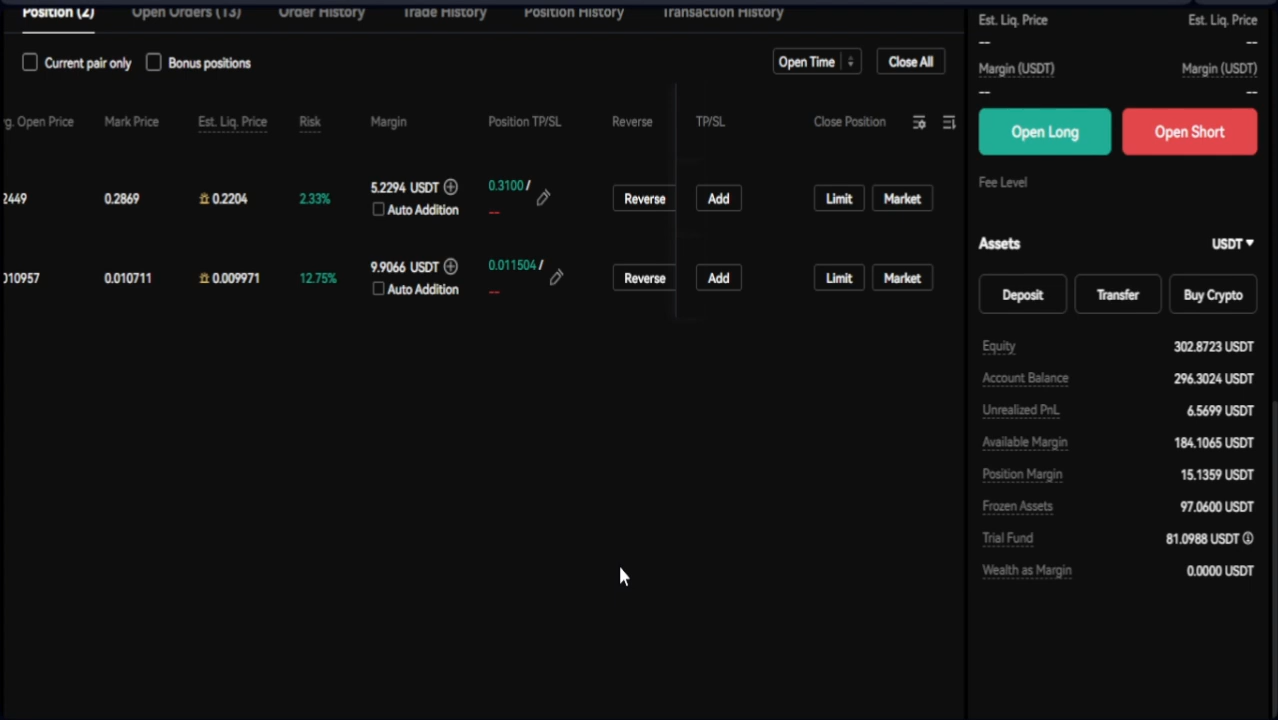 Position (2) Open Orders (13) Order History Trade History Position History Transaction History
Current pair only Bonus positions Open Time Close All
Open Price Mark Price Est. Liq. Price Risk Margin Position TP/SL Reverse TP/SL Close Position
2449 0.2869 0.2204 2.33% 5.2294 USDT 0.3100 / -- Reverse Add Limit Market
Auto Addition
010957 0.010711 0.009971 12.75% 9.9066 USDT 0.011504 / -- Reverse Add Limit Market
Auto Addition
Est. Liq. Price Est. Liq. Price
-- --
Margin (USDT) Margin (USDT)
-- --
Open Long Open Short
Fee Level
Assets USDT
Deposit Transfer Buy Crypto
Equity 302.8723 USDT
Account Balance 296.3024 USDT
Unrealized PnL 6.5699 USDT
Available Margin 184.1065 USDT
Position Margin 15.1359 USDT
Frozen Assets 97.0600 USDT
Trial Fund 81.0988 USDT
Wealth as Margin 0.0000 USDT